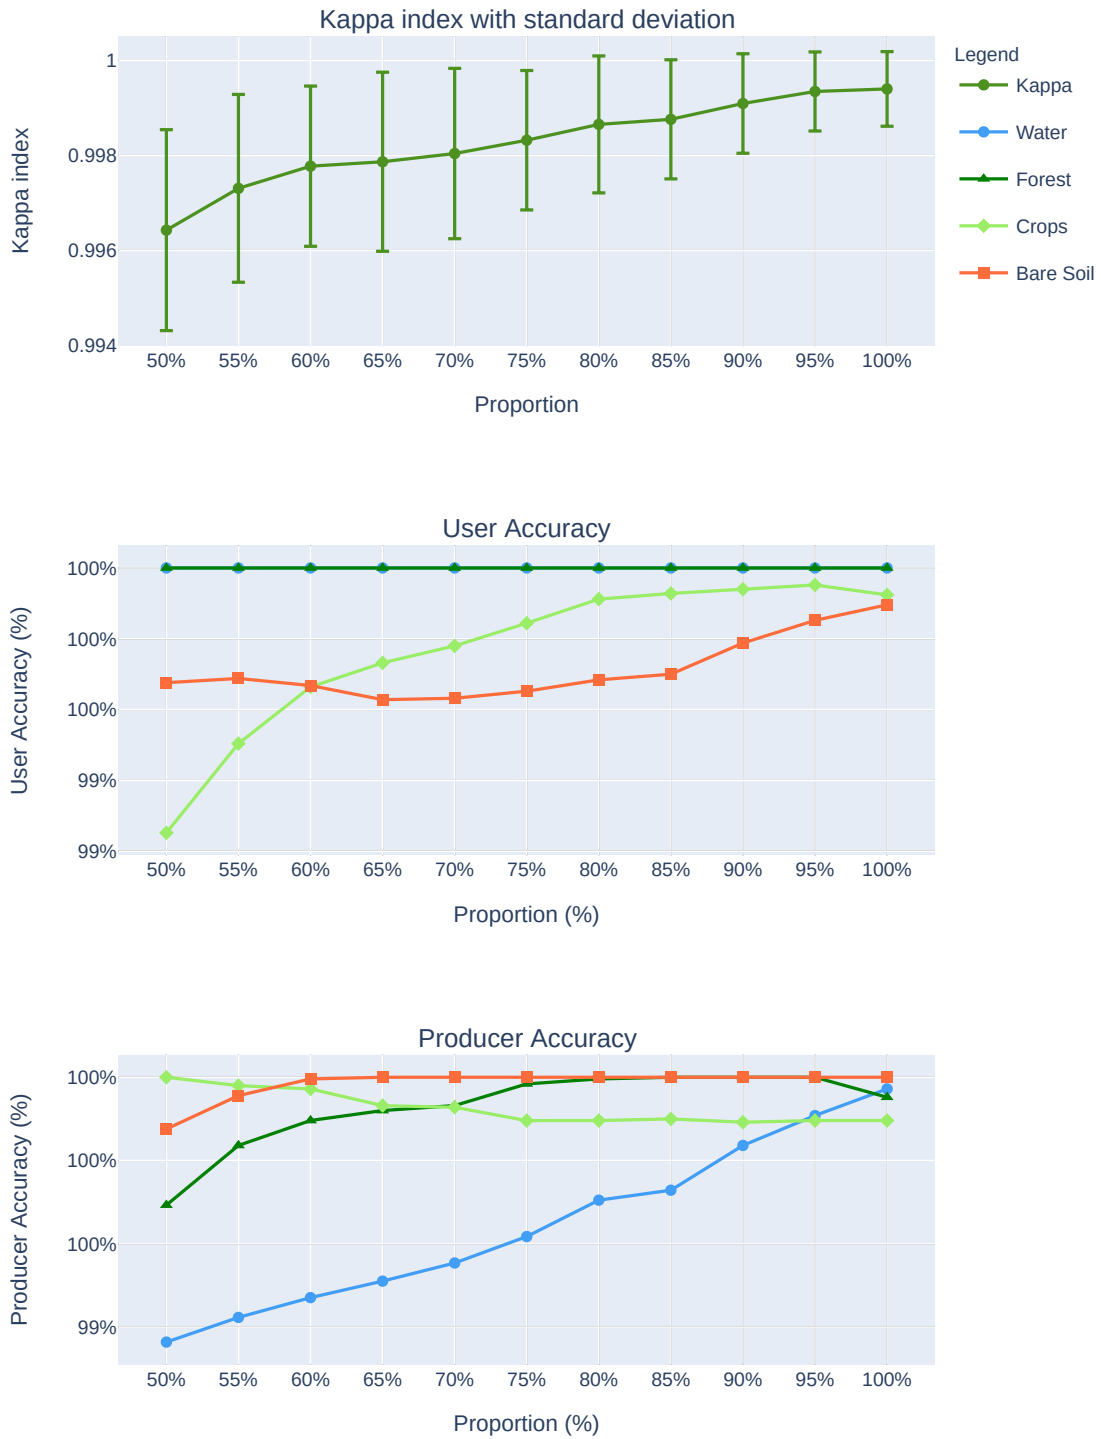 Kappa index with standard deviation
Legend
Kappa
Water
Forest
Crops
Bare Soil
Kappa index
1
0.998
0.996
0.994
50% 55% 60% 65% 70% 75% 80% 85% 90% 95% 100%
Proportion
User Accuracy
User Accuracy (%)
100%
100%
100%
99%
99%
50% 55% 60% 65% 70% 75% 80% 85% 90% 95% 100%
Proportion (%)
Producer Accuracy
Producer Accuracy (%)
100%
100%
100%
99%
50% 55% 60% 65% 70% 75% 80% 85% 90% 95% 100%
Proportion (%)